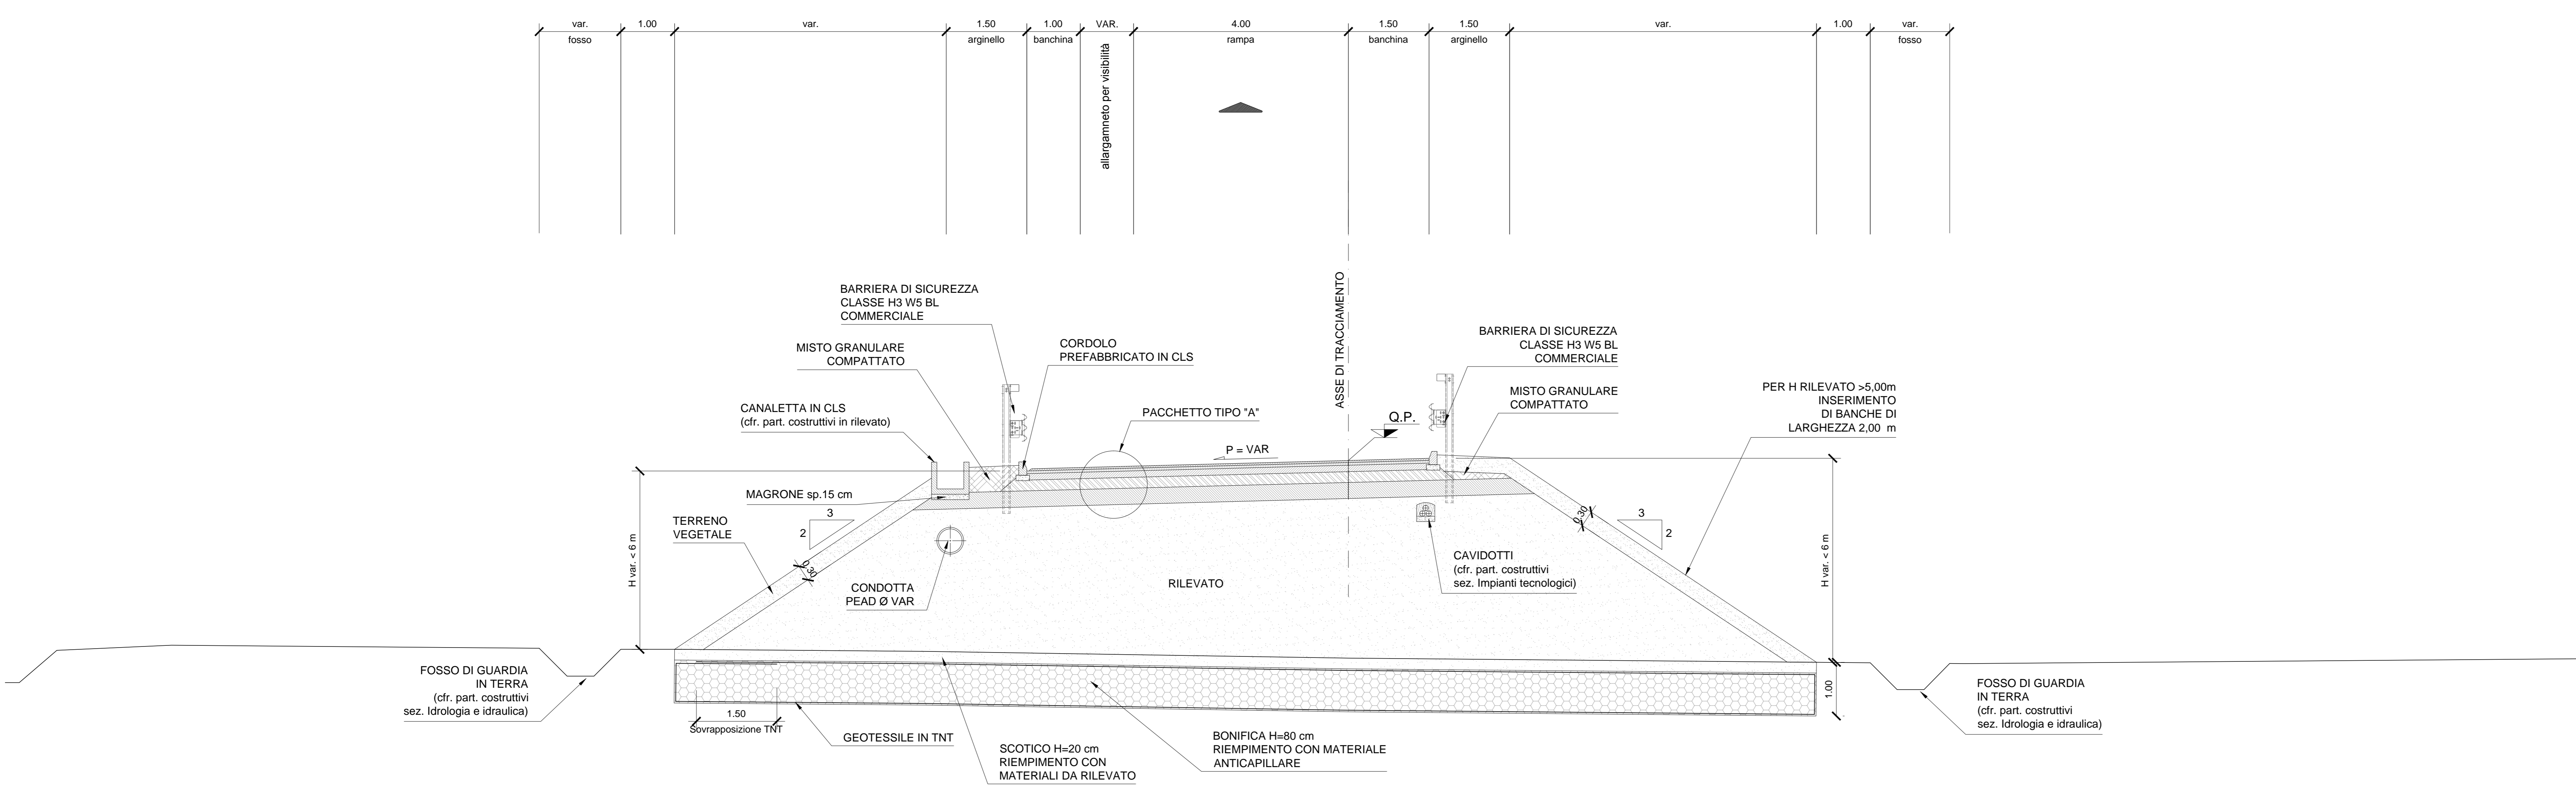 var.
1.00
var.
1.50
1.00
VAR.
4.00
1.50
1.50
var.
1.00
var.
fosso
arginello
banchina
allargamneto per visibilità
rampa
banchina
arginello
fosso
ASSE DI TRACCIAMENTO
BARRIERA DI SICUREZZA
CLASSE H3 W5 BL
COMMERCIALE
MISTO GRANULARE
COMPATTATO
CORDOLO
PREFABBRICATO IN CLS
CANALETTA IN CLS
(cfr. part. costruttivi in rilevato)
PACCHETTO TIPO "A"
Q.P.
P = VAR
BARRIERA DI SICUREZZA
CLASSE H3 W5 BL
COMMERCIALE
MISTO GRANULARE
COMPATTATO
PER H RILEVATO >5,00m
INSERIMENTO
DI BANCHE DI
LARGHEZZA 2,00 m
MAGRONE sp.15 cm
TERRENO
VEGETALE
3
2
0.30
H var. < 6 m
CONDOTTA
PEAD Ø VAR
RILEVATO
CAVIDOTTI
(cfr. part. costruttivi
sez. Impianti tecnologici)
0.30
3
2
H var. < 6 m
1.00
FOSSO DI GUARDIA
IN TERRA
(cfr. part. costruttivi
sez. Idrologia e idraulica)
1.50
Sovrapposizione TNT
GEOTESSILE IN TNT
SCOTICO H=20 cm
RIEMPIMENTO CON
MATERIALI DA RILEVATO
BONIFICA H=80 cm
RIEMPIMENTO CON MATERIALE
ANTICAPILLARE
FOSSO DI GUARDIA
IN TERRA
(cfr. part. costruttivi
sez. Idrologia e idraulica)